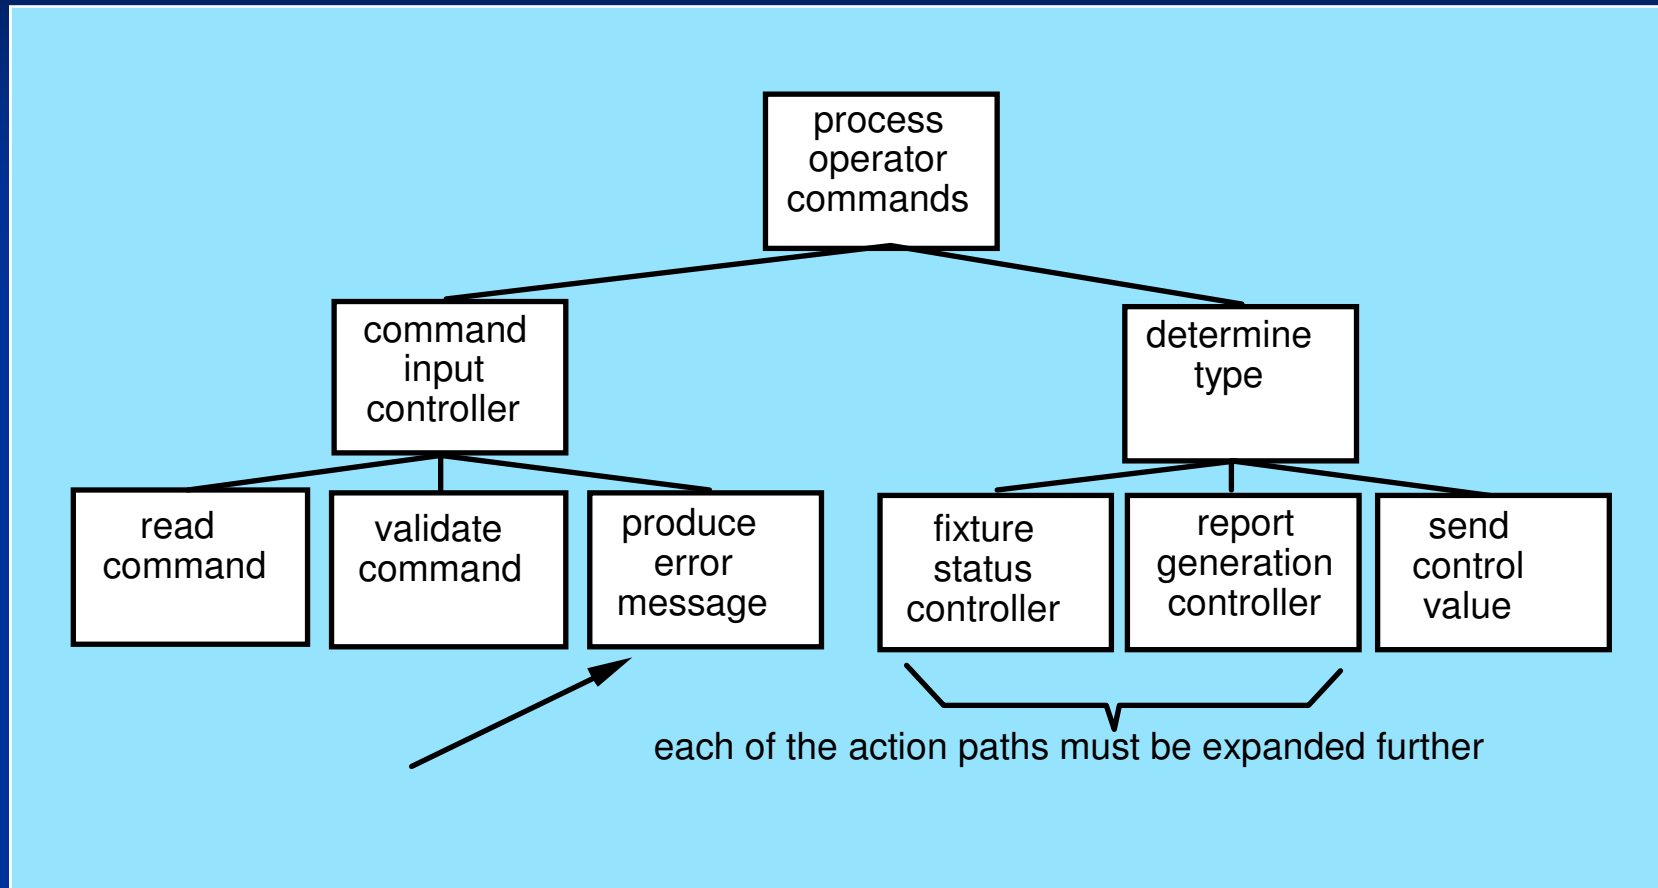 process
operator
commands
command
input
controller
determine
type
read
command
validate
command
produce
error
message
fixture
status
controller
report
generation
controller
send
control
value
each of the action paths must be expanded further